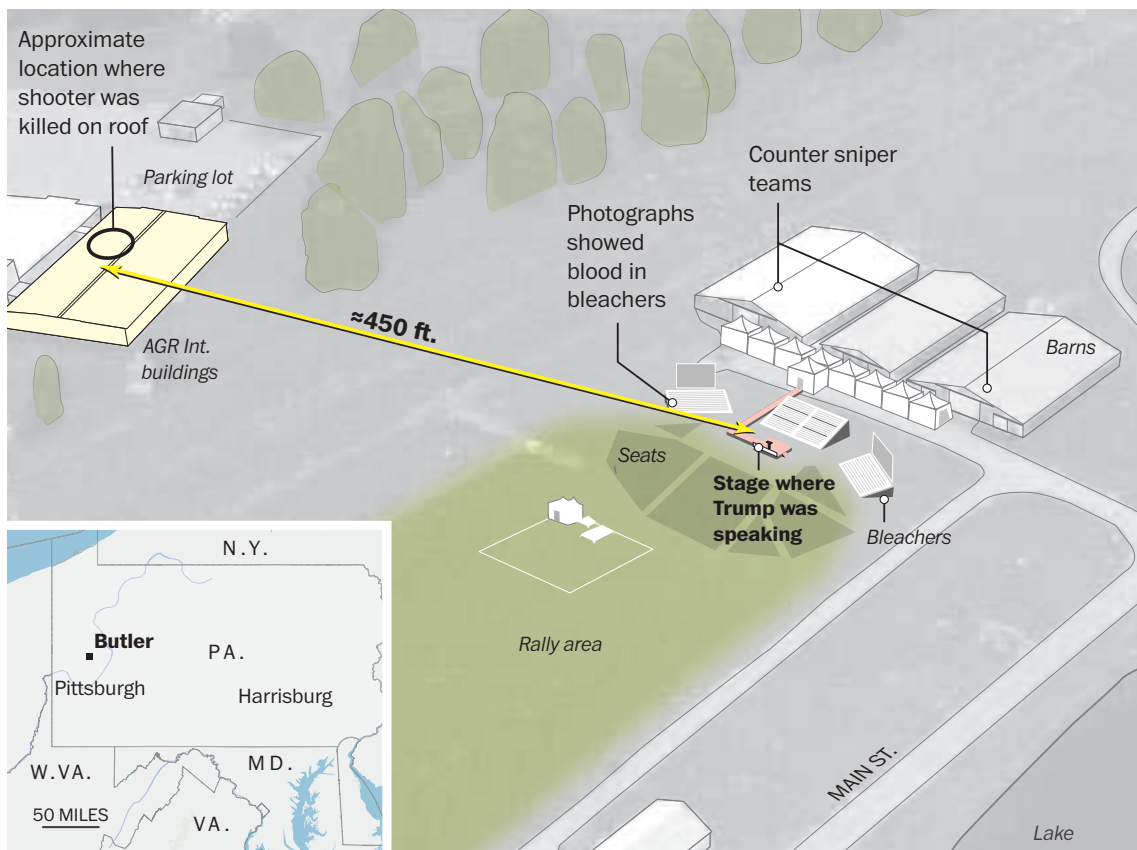 Approximate
location where
shooter was
killed on roof
Parking lot
AGR Int.
buildings
≈450 ft.
Photographs
showed
blood in
bleachers
Counter sniper
teams
Barns
Seats
Stage where
Trump was
speaking
Bleachers
Rally area
MAIN ST.
Lake
N.Y.
Butler
PA.
Pittsburgh
Harrisburg
W.VA.
MD.
50 MILES
VA.